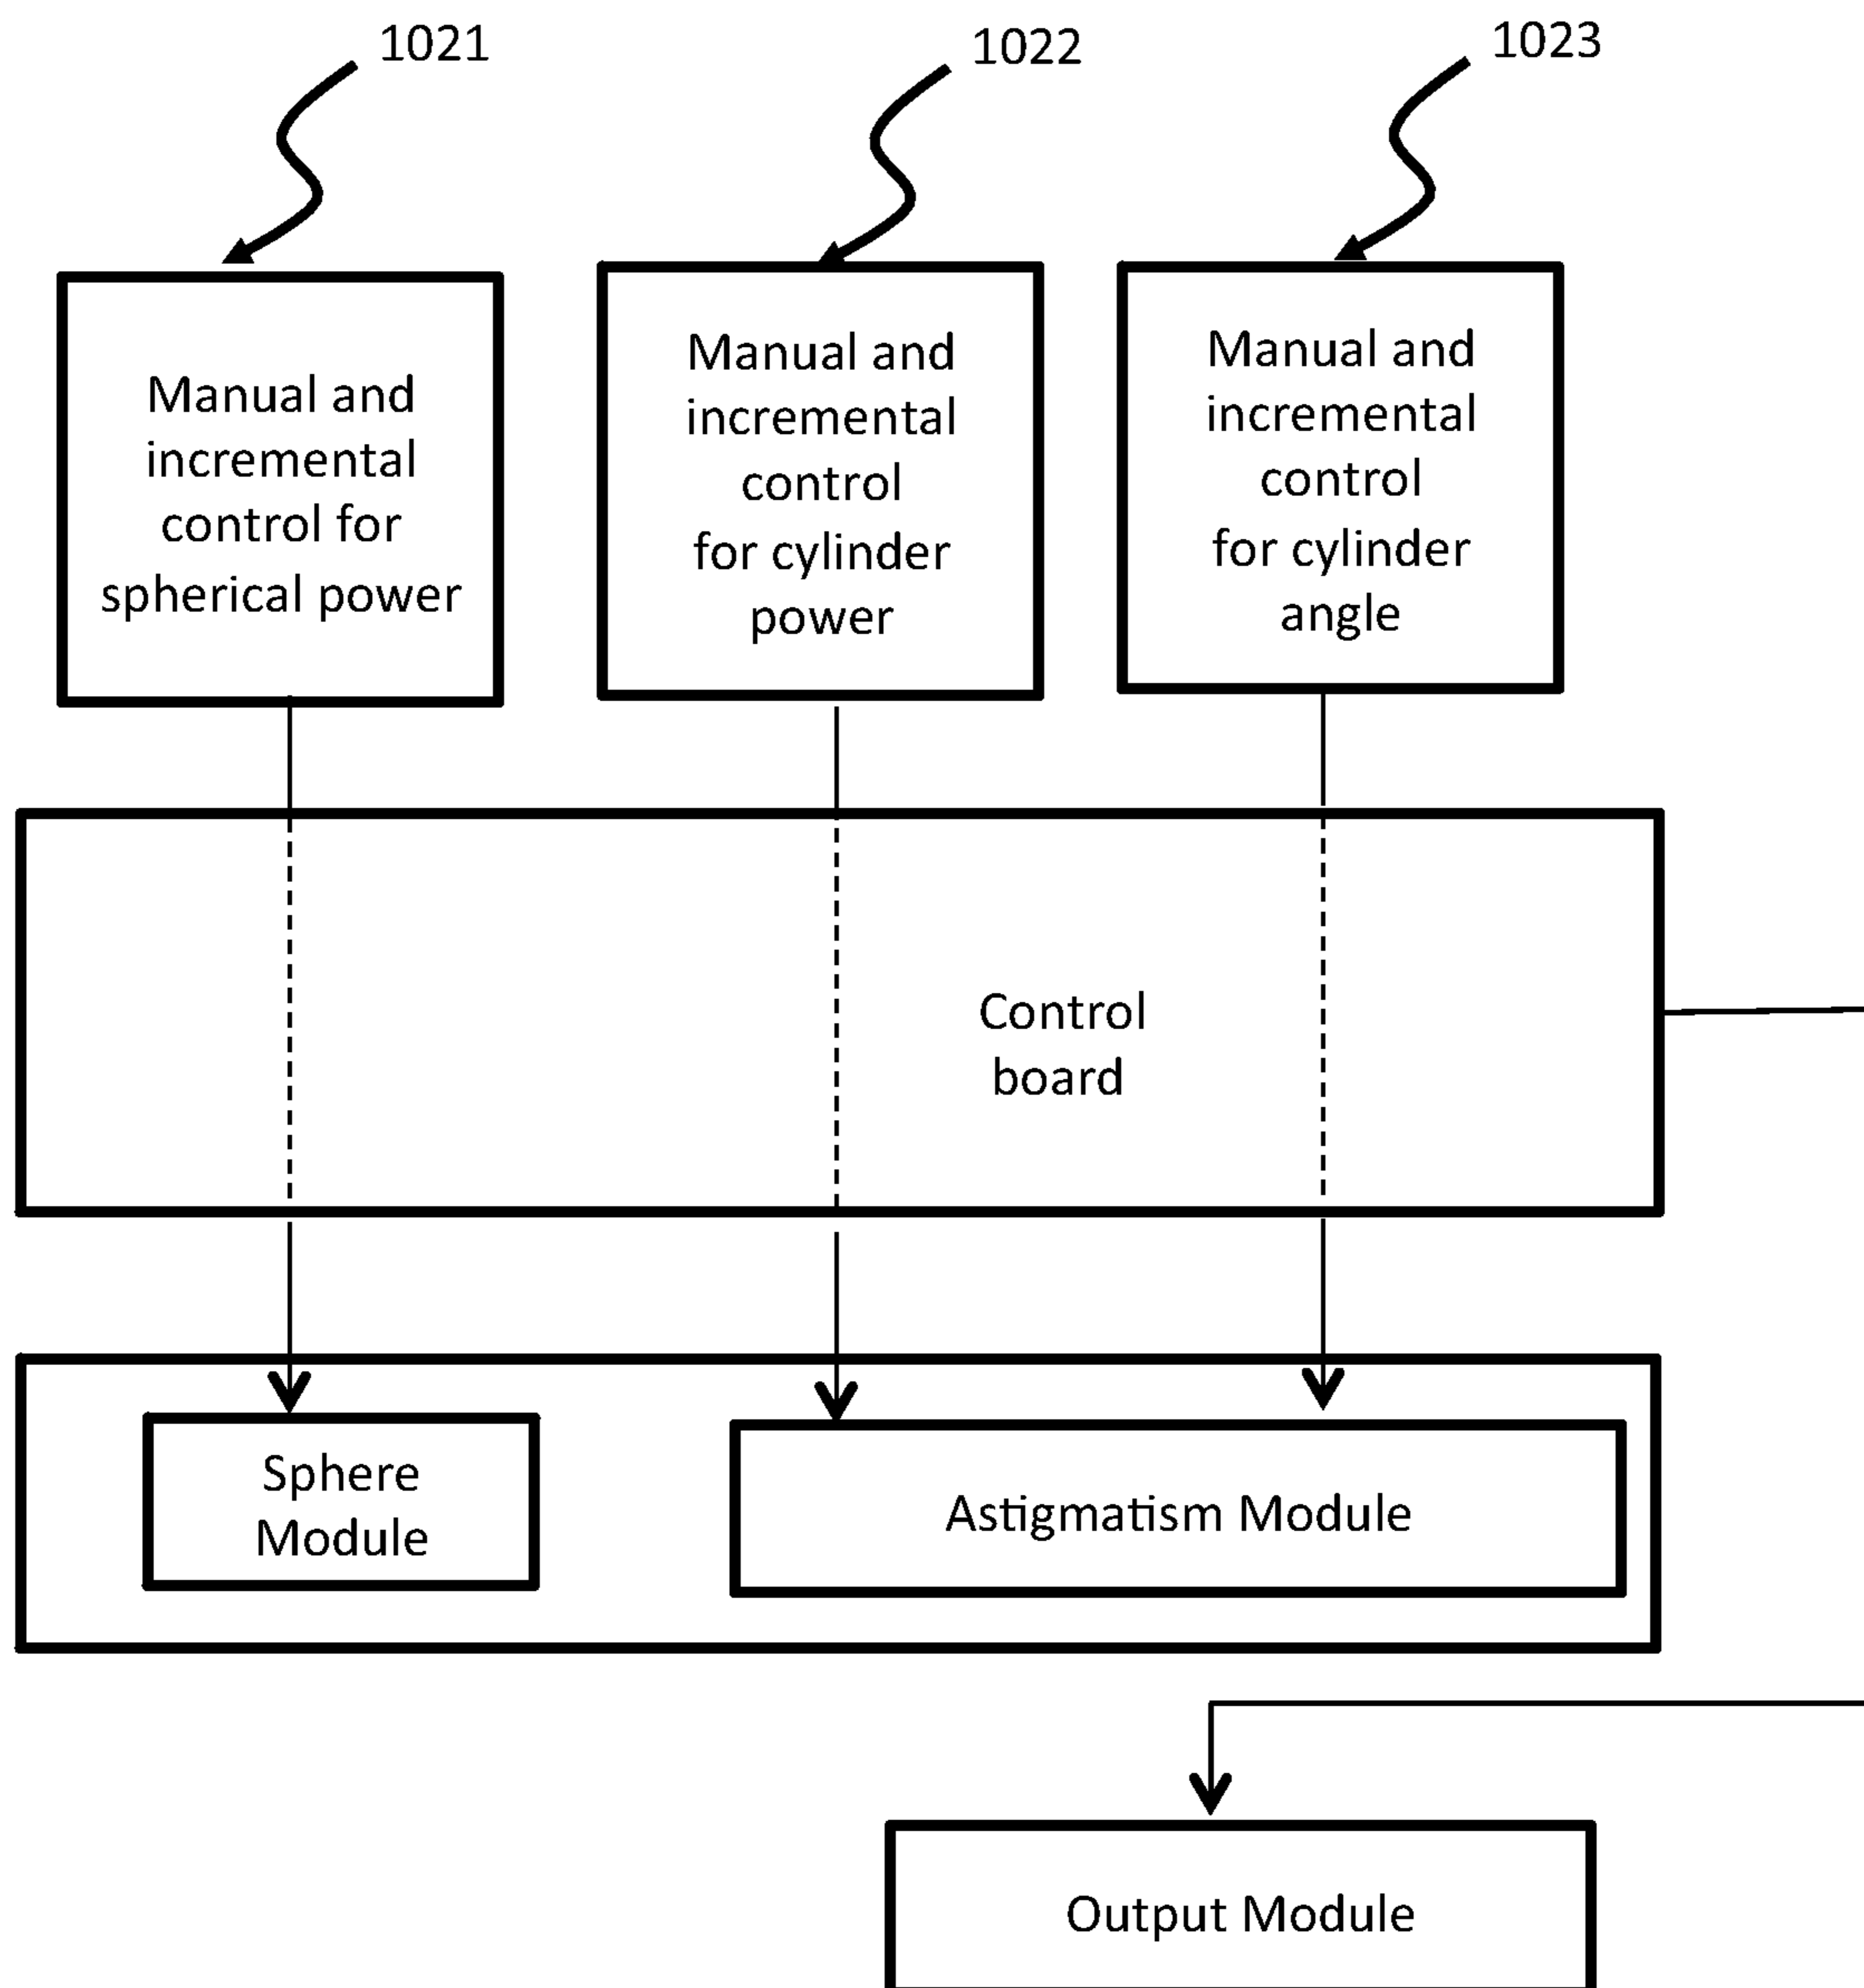 1021
1022
1023
Manual and
incremental
control for
spherical power
Manual and
incremental
control
for cylinder
power
Manual and
incremental
control
for cylinder
angle
Control
board
Sphere
Module
Astigmatism Module
Output Module